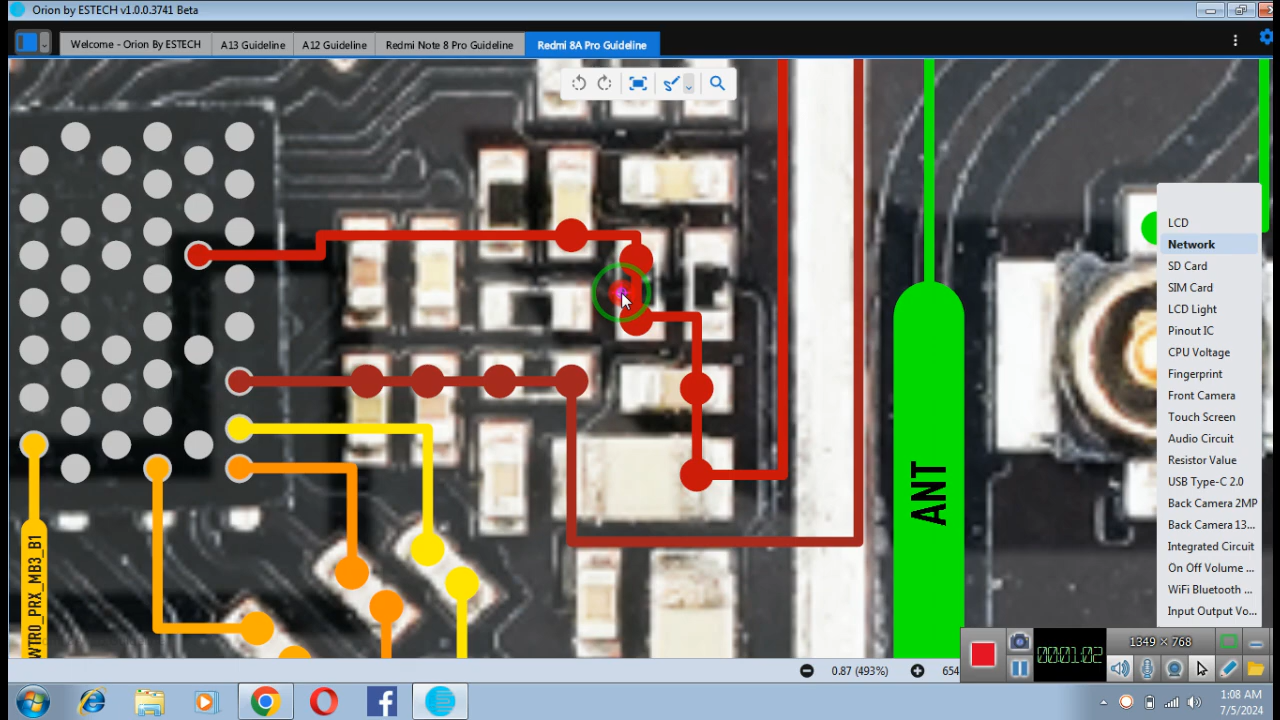 Orion by ESTECH v1.0.0.3741 Beta
Welcome - Orion By ESTECH
A13 Guideline
A12 Guideline
Redmi Note 8 Pro Guideline
Redmi 8A Pro Guideline
LCD
Network
SD Card
SIM Card
LCD Light
Pinout IC
CPU Voltage
Fingerprint
Front Camera
Touch Screen
Audio Circuit
Resistor Value
USB Type-C 2.0
Back Camera 2MP
Back Camera 13...
Integrated Circuit
On Off Volume ...
WiFi Bluetooth ...
Input Output Vo...
ANT
WTR0_PRX_MB3_B1
0.87 (493%)
654
00:01:02
1349 × 768
1:08 AM
7/5/2024